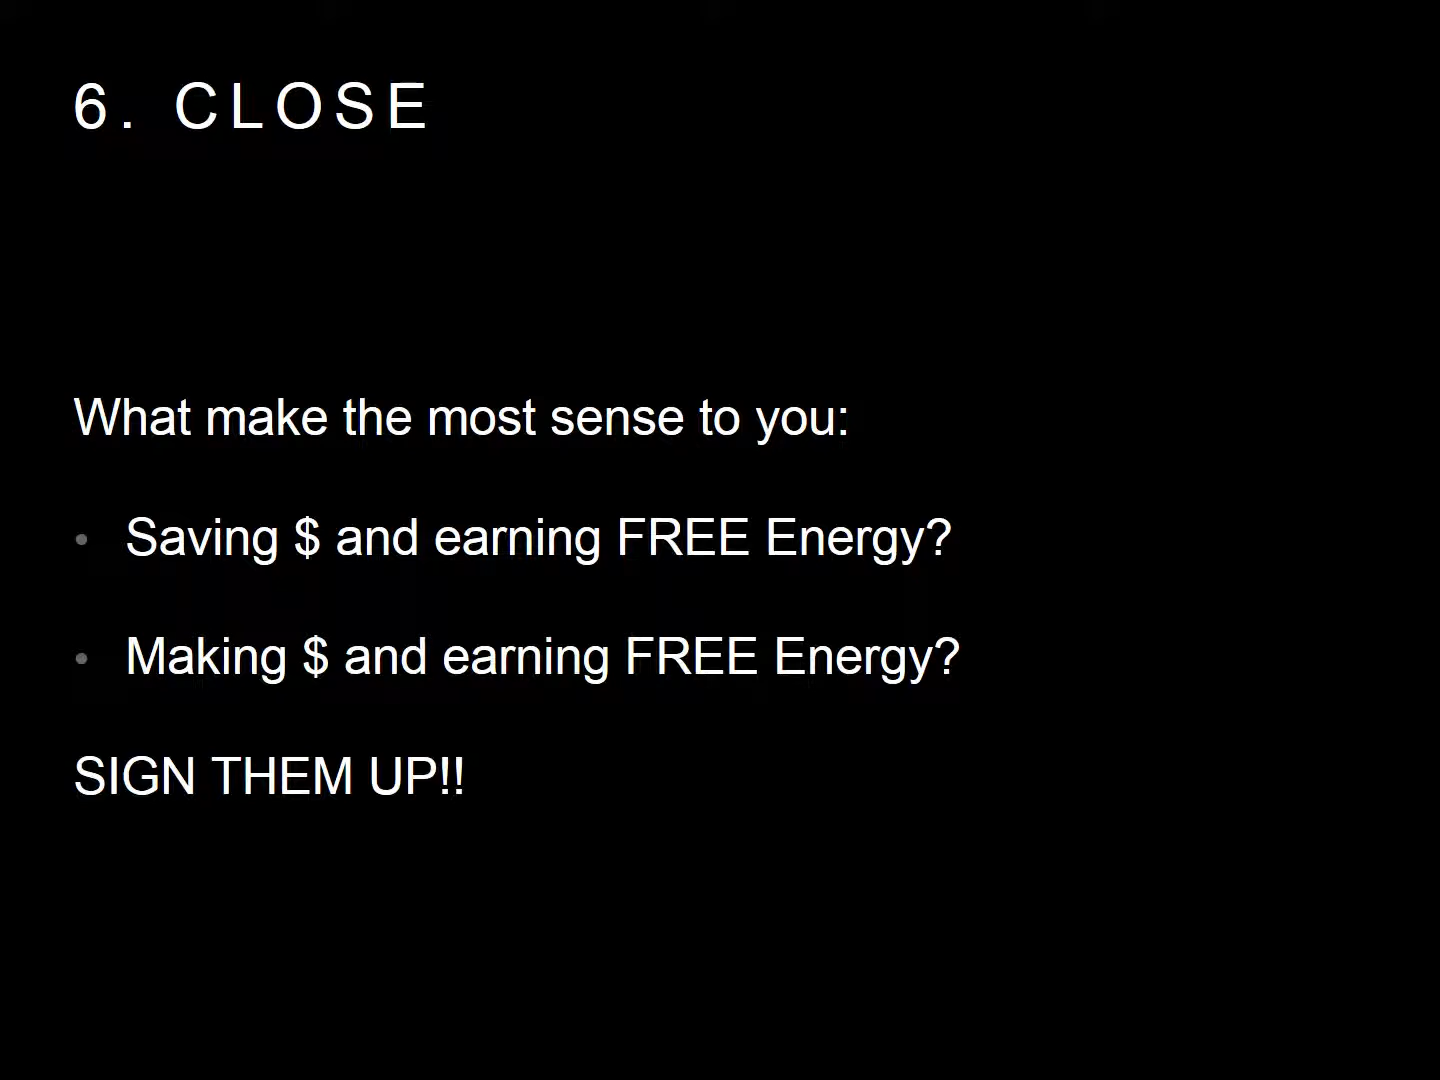 6. CLOSE
What make the most sense to you:
• Saving $ and earning FREE Energy?
• Making $ and earning FREE Energy?
SIGN THEM UP!!